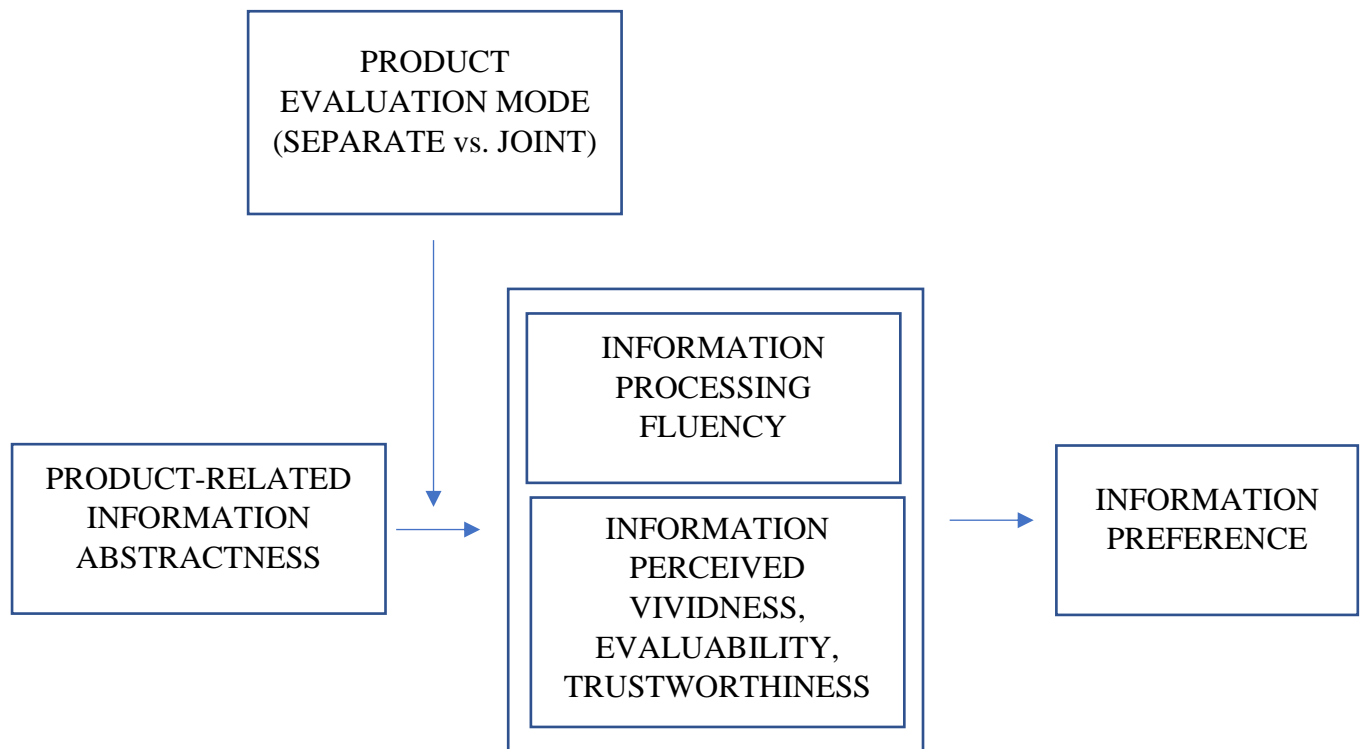 PRODUCT
EVALUATION MODE
(SEPARATE vs. JOINT)
INFORMATION
PROCESSING
FLUENCY
PRODUCT-RELATED
INFORMATION
ABSTRACTNESS
INFORMATION
PERCEIVED
VIVIDNESS,
EVALUABILITY,
TRUSTWORTHINESS
INFORMATION
PREFERENCE